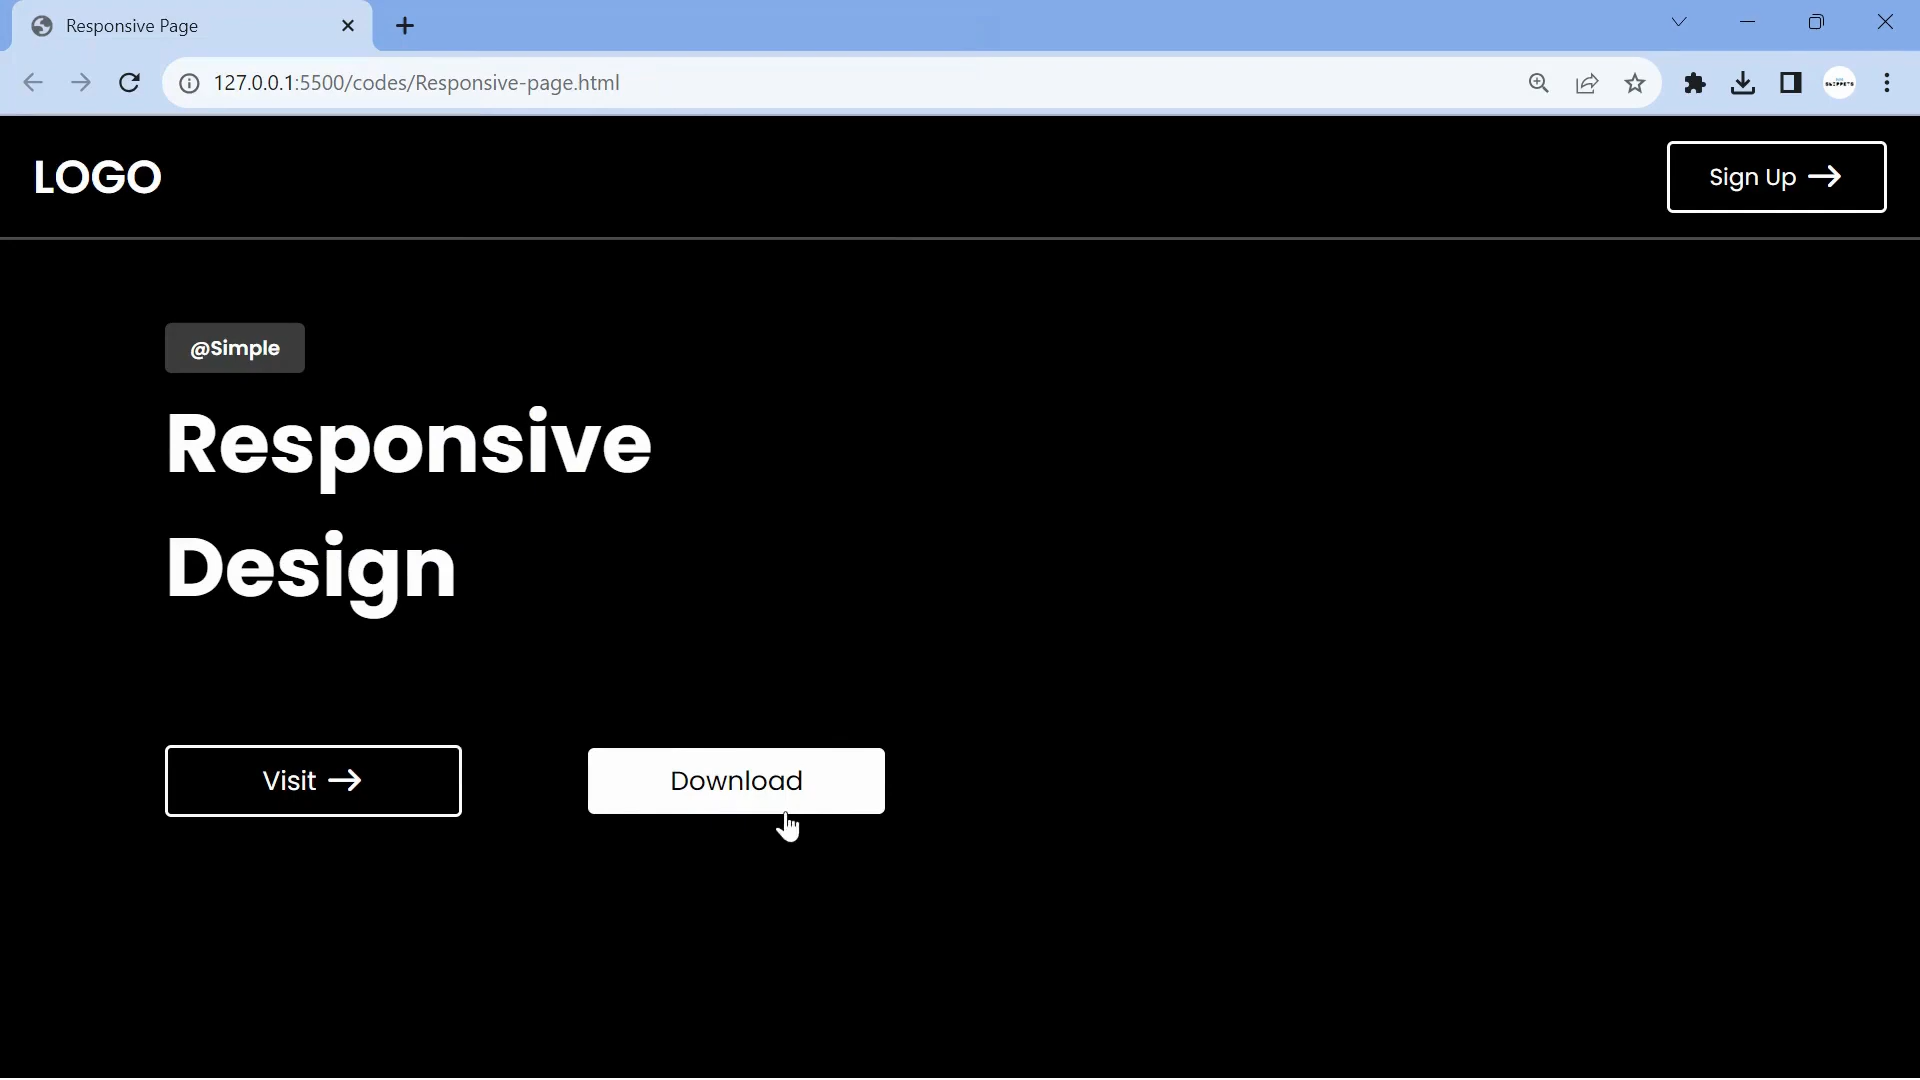 Responsive Page
127.0.0.1:5500/codes/Responsive-page.html
LOGO
Sign Up
@Simple
Responsive
Design
Visit
Download